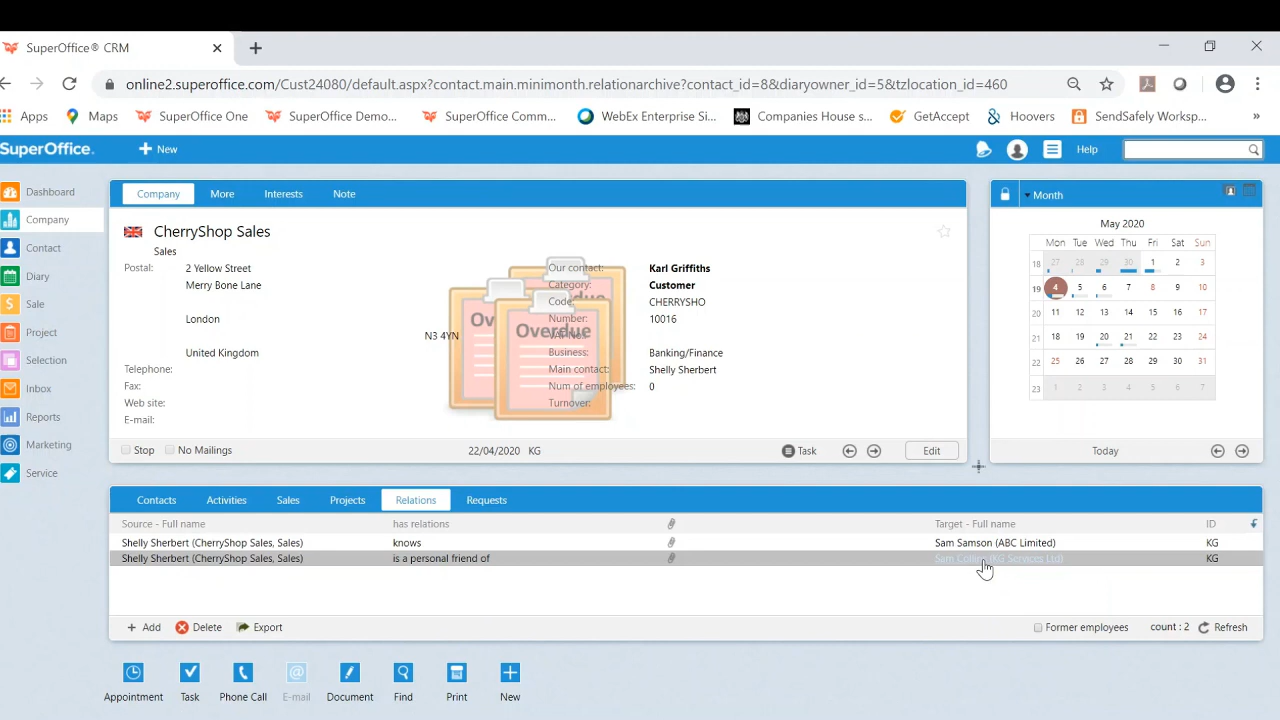 SuperOffice® CRM
online2.superoffice.com/Cust24080/default.aspx?contact.main.minimonth.relationarchive?contact_id=8&diaryowner_id=5&tzlocation_id=460
Apps Maps SuperOffice One SuperOffice Demo... SuperOffice Comm... WebEx Enterprise Si... Companies House s... GetAccept Hoovers SendSafely Worksp... »
SuperOffice. New Help
Dashboard
Company
Contact
Diary
Sale
Project
Selection
Inbox
Reports
Marketing
Service
Company More Interests Note
CherryShop Sales
Sales
Postal: 2 Yellow Street
Merry Bone Lane
London
N3 4YN
United Kingdom
Telephone:
Fax:
Web site:
E-mail:
Overdue
Our contact: Karl Griffiths
Category: Customer
Code: CHERRYSHO
Number: 10016
VAT No.:
Business: Banking/Finance
Main contact: Shelly Sherbert
Num of employees: 0
Turnover:
Stop No Mailings 22/04/2020 KG Task Edit
Month
May 2020
Mon Tue Wed Thu Fri Sat Sun
18 27 28 29 30 1 2 3
19 4 5 6 7 8 9 10
20 11 12 13 14 15 16 17
21 18 19 20 21 22 23 24
22 25 26 27 28 29 30 31
23 1 2 3 4 5 6 7
Today
Contacts Activities Sales Projects Relations Requests
Source - Full name has relations Target - Full name ID
Shelly Sherbert (CherryShop Sales, Sales) knows Sam Samson (ABC Limited) KG
Shelly Sherbert (CherryShop Sales, Sales) is a personal friend of Sam Collins (KG Services Ltd) KG
Add Delete Export Former employees count : 2 Refresh
Appointment Task Phone Call E-mail Document Find Print New